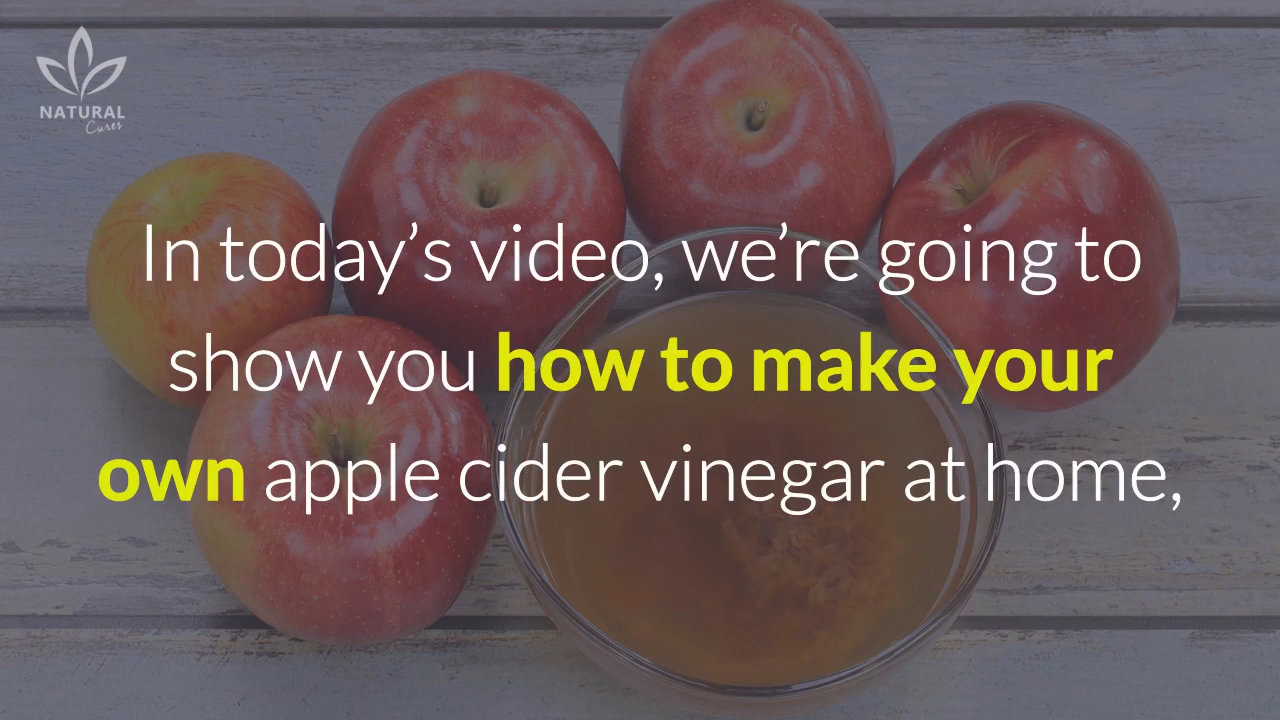 NATURAL
Cures
In today’s video, we’re going to
show you how to make your
own apple cider vinegar at home,